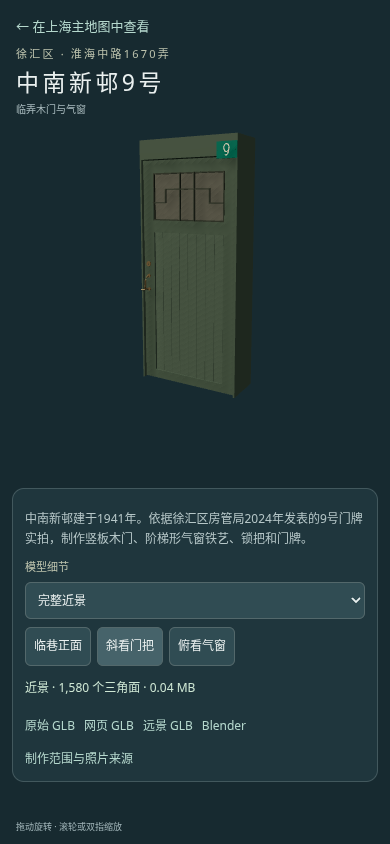 ← 在上海主地图中查看
徐汇区 · 淮海中路1670弄
中南新邨9号
临弄木门与气窗
9
中南新邨建于1941年。依据徐汇区房管局2024年发表的9号门牌
实拍，制作竖板木门、阶梯形气窗铁艺、锁把和门牌。
模型细节
完整近景
临巷正面 斜看门把 俯看气窗
近景 · 1,580 个三角面 · 0.04 MB
原始 GLB 网页 GLB 远景 GLB Blender
制作范围与照片来源
拖动旋转 · 滚轮或双指缩放